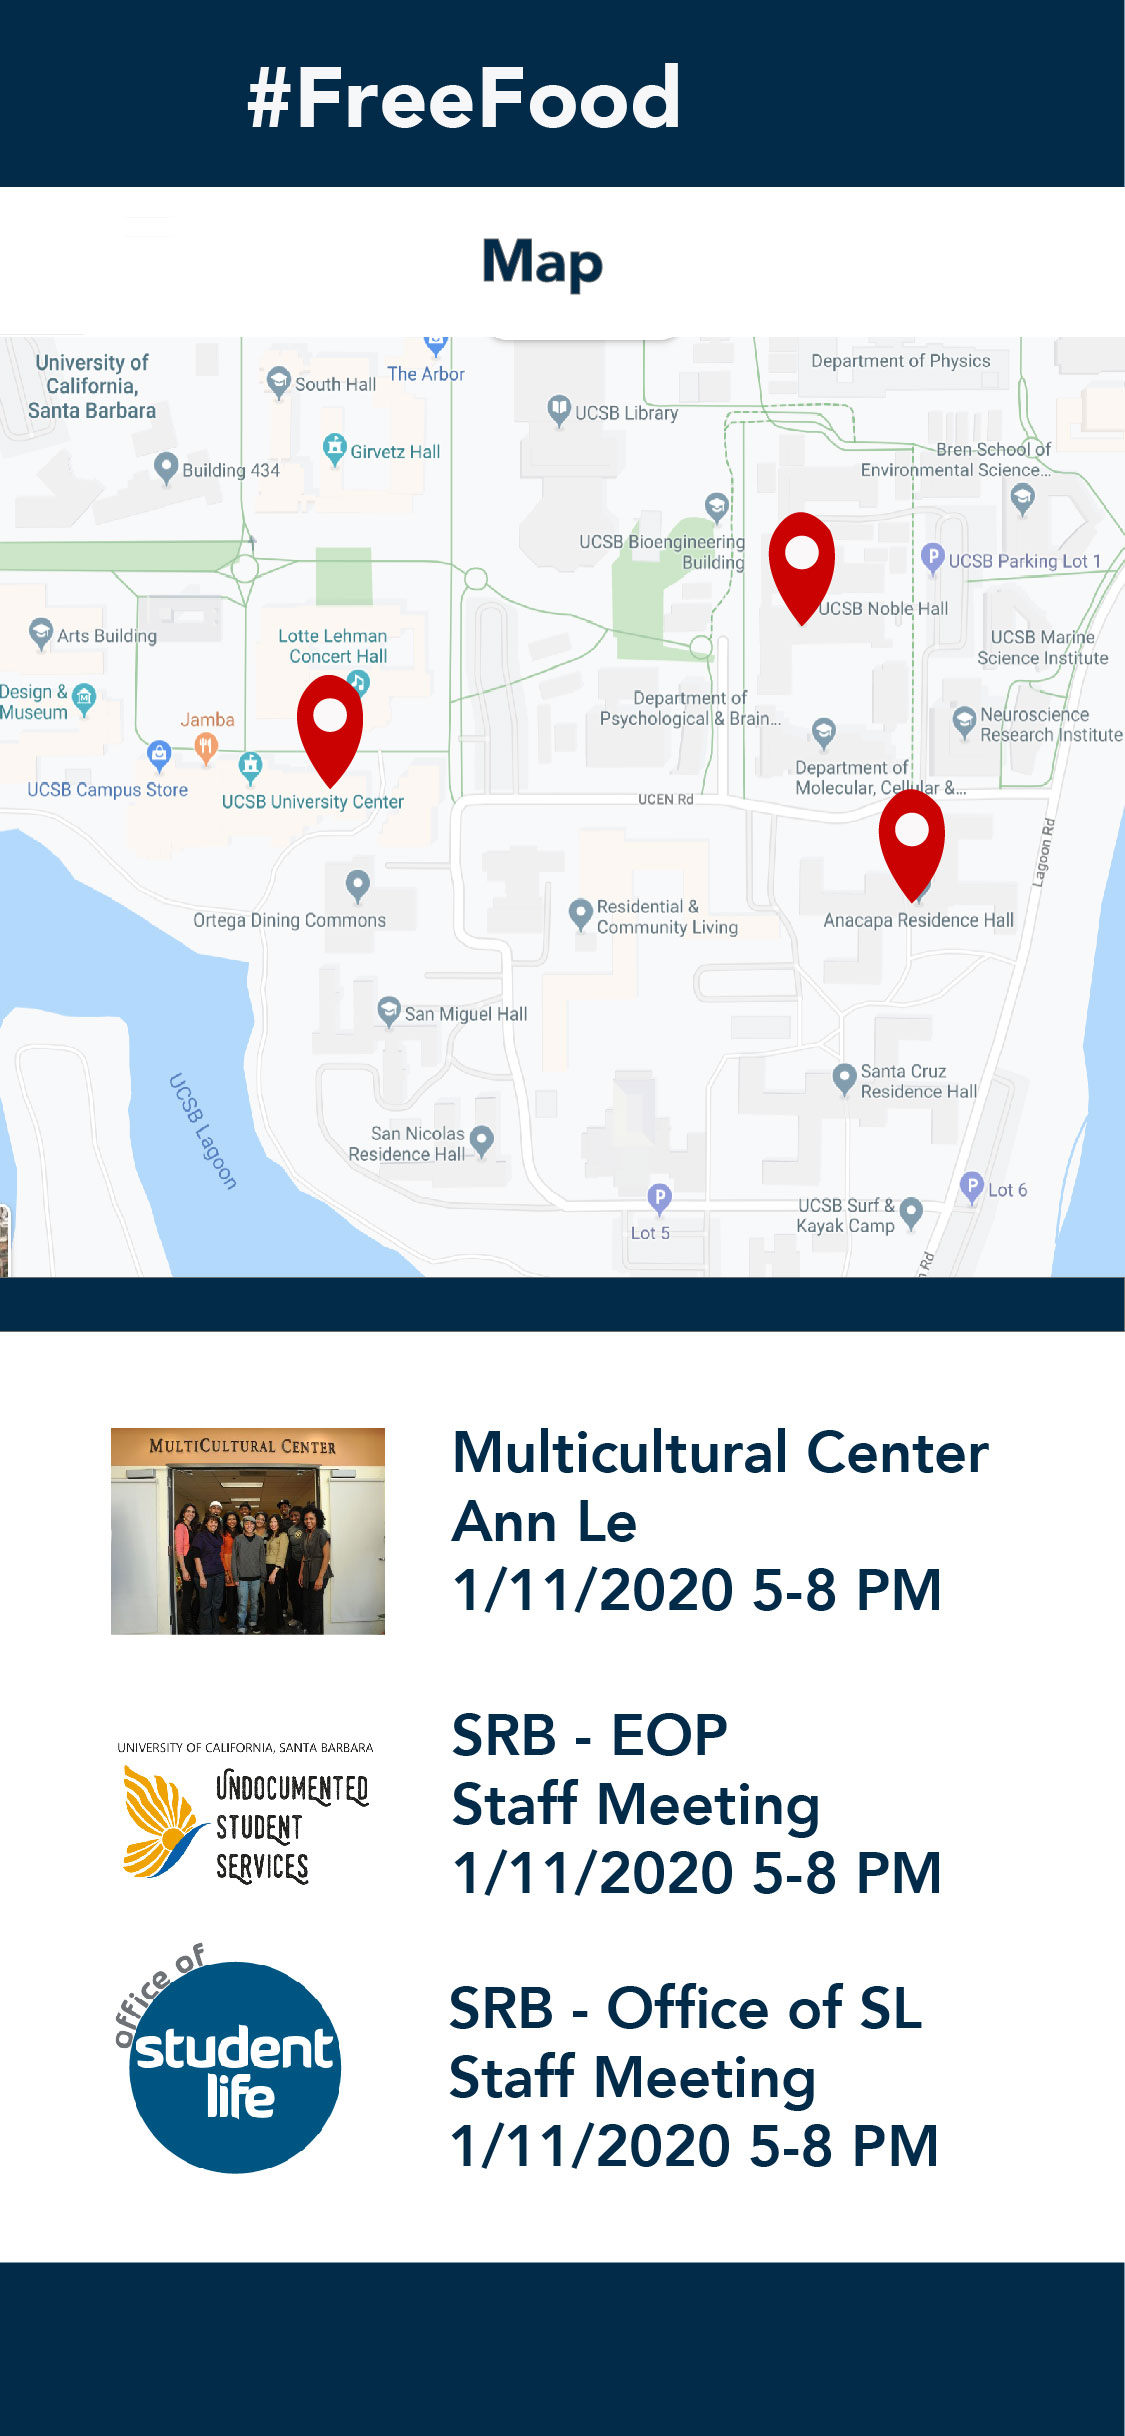 #FreeFood
Map
University of
California,
Santa Barbara
South Hall
The Arbor
Department of Physics
UCSB Library
Girvetz Hall
Building 434
Bren School of
Environmental Science...
UCSB Bioengineering
Building
P UCSB Parking Lot 1
UCSB Noble Hall
Arts Building
Lotte Lehman
Concert Hall
UCSB Marine
Science Institute
Design &
Museum
Jamba
Department of
Psychological & Brain...
Neuroscience
Research Institute
UCSB Campus Store
UCSB University Center
Department of
Molecular, Cellular &...
UCEN Rd
Lagoon Rd
Ortega Dining Commons
Residential &
Community Living
Anacapa Residence Hall
San Miguel Hall
Santa Cruz
Residence Hall
UCSB Lagoon
San Nicolas
Residence Hall
P
Lot 5
P Lot 6
UCSB Surf &
Kayak Camp
n Rd
MULTICULTURAL CENTER
Multicultural Center
Ann Le
1/11/2020 5-8 PM
UNIVERSITY OF CALIFORNIA, SANTA BARBARA
UNDOCUMENTED
STUDENT
SERVICES
SRB - EOP
Staff Meeting
1/11/2020 5-8 PM
office of
student
life
SRB - Office of SL
Staff Meeting
1/11/2020 5-8 PM